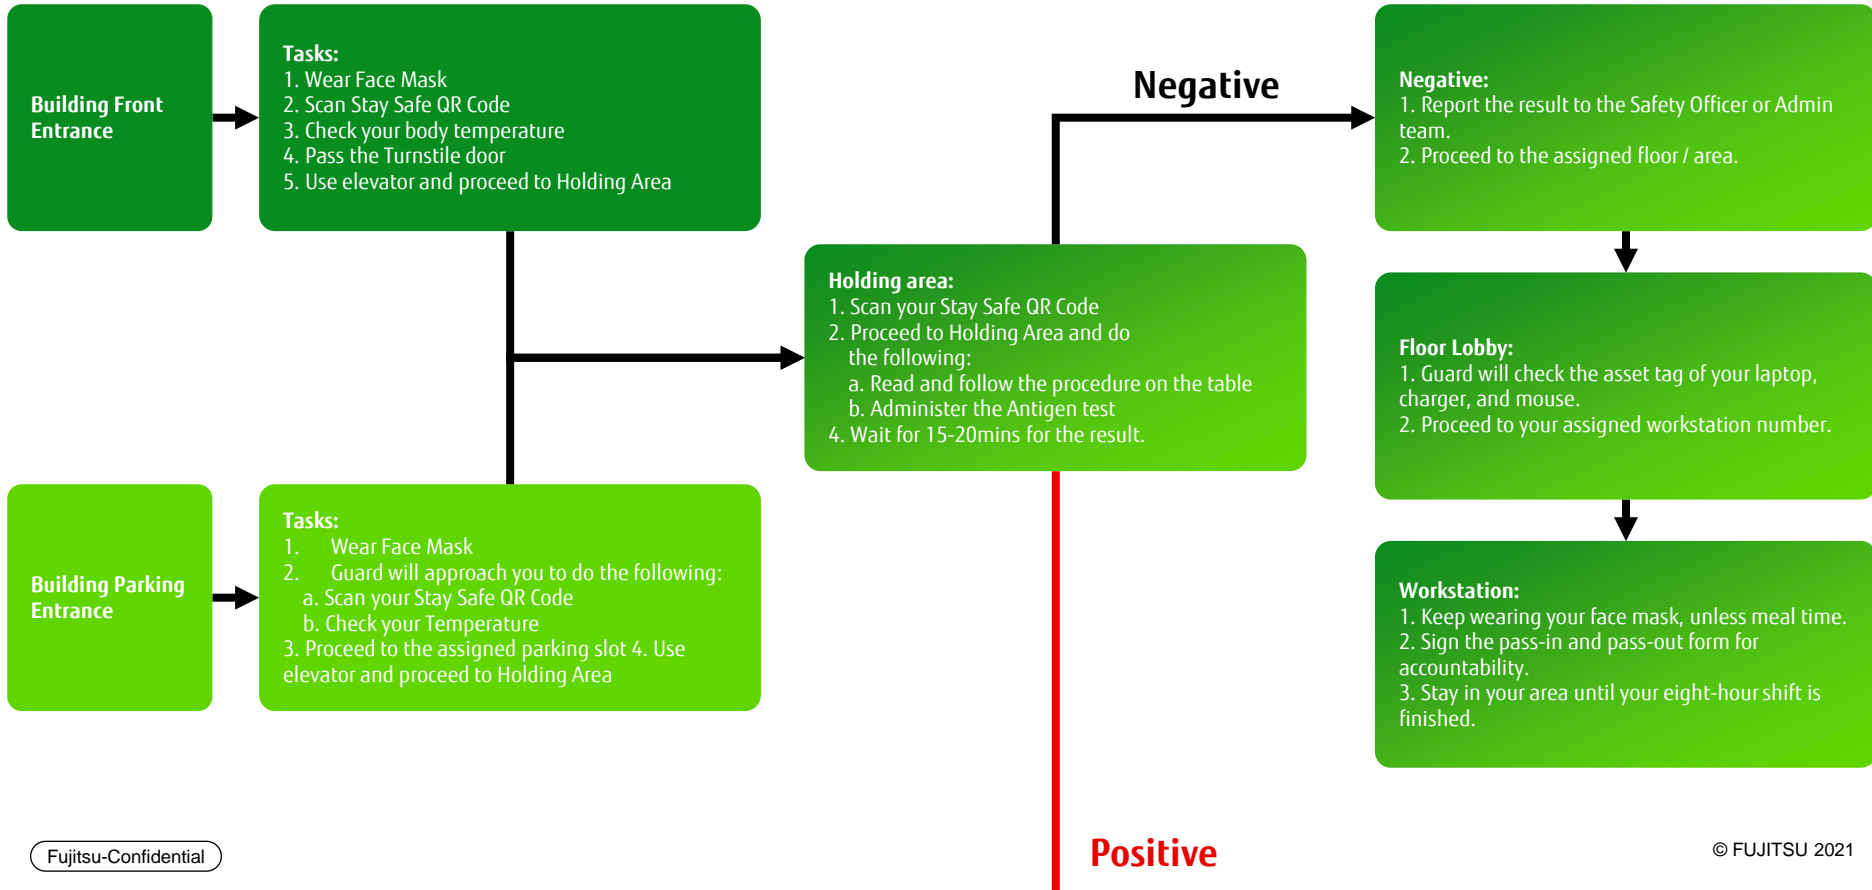 Building Front
Entrance
Tasks:
1. Wear Face Mask
2. Scan Stay Safe QR Code
3. Check your body temperature
4. Pass the Turnstile door
5. Use elevator and proceed to Holding Area
Building Parking
Entrance
Tasks:
1. Wear Face Mask
2. Guard will approach you to do the following:
a. Scan your Stay Safe QR Code
b. Check your Temperature
3. Proceed to the assigned parking slot 4. Use
elevator and proceed to Holding Area
Holding area:
1. Scan your Stay Safe QR Code
2. Proceed to Holding Area and do
the following:
a. Read and follow the procedure on the table
b. Administer the Antigen test
4. Wait for 15-20mins for the result.
Negative
Negative:
1. Report the result to the Safety Officer or Admin
team.
2. Proceed to the assigned floor / area.
Floor Lobby:
1. Guard will check the asset tag of your laptop,
charger, and mouse.
2. Proceed to your assigned workstation number.
Workstation:
1. Keep wearing your face mask, unless meal time.
2. Sign the pass-in and pass-out form for
accountability.
3. Stay in your area until your eight-hour shift is
finished.
Positive
Fujitsu-Confidential
© FUJITSU 2021